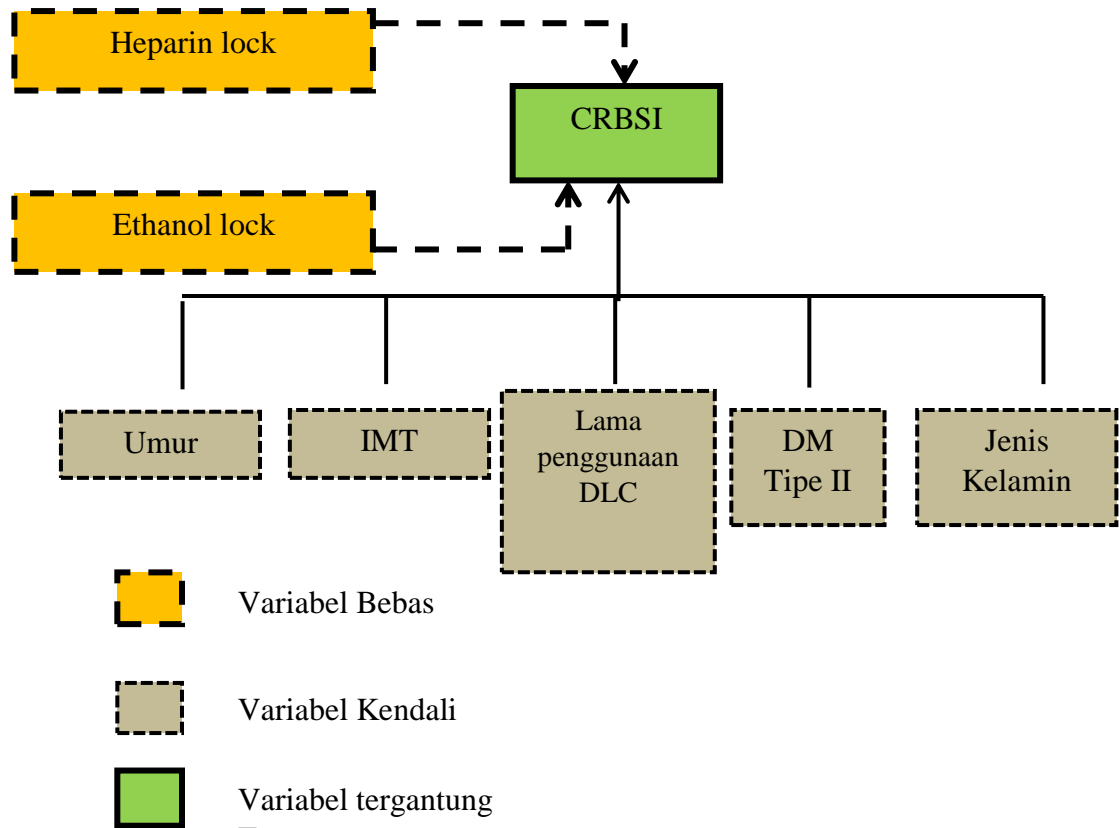 Heparin lock
CRBSI
Ethanol lock
Umur
IMT
Lama
penggunaan
DLC
DM
Tipe II
Jenis
Kelamin
Variabel Bebas
Variabel Kendali
Variabel tergantung